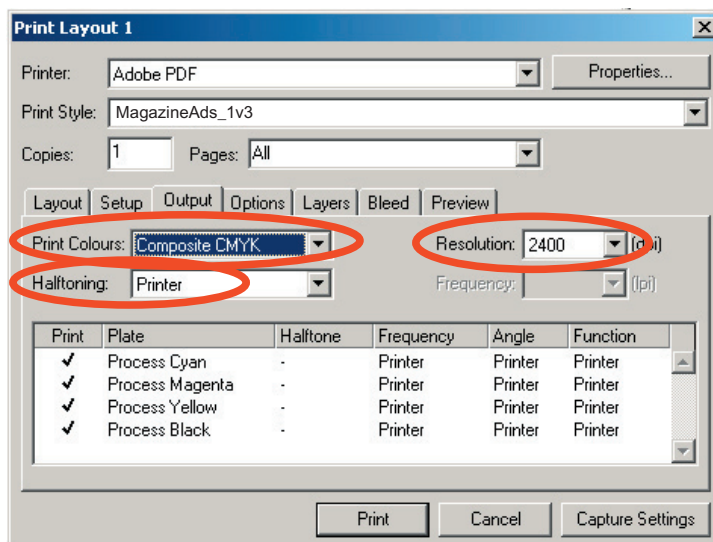 Print Layout 1
Printer: Adobe PDF Properties...
Print Style: MagazineAds_1v3
Copies: 1 Pages: All
Layout Setup Output Options Layers Bleed Preview
Print Colours: Composite CMYK Resolution: 2400 (dpi)
Halftoning: Printer Frequency: (lpi)
Print Plate Halftone Frequency Angle Function
✓ Process Cyan - Printer Printer Printer
✓ Process Magenta - Printer Printer Printer
✓ Process Yellow - Printer Printer Printer
✓ Process Black - Printer Printer Printer
Print Cancel Capture Settings